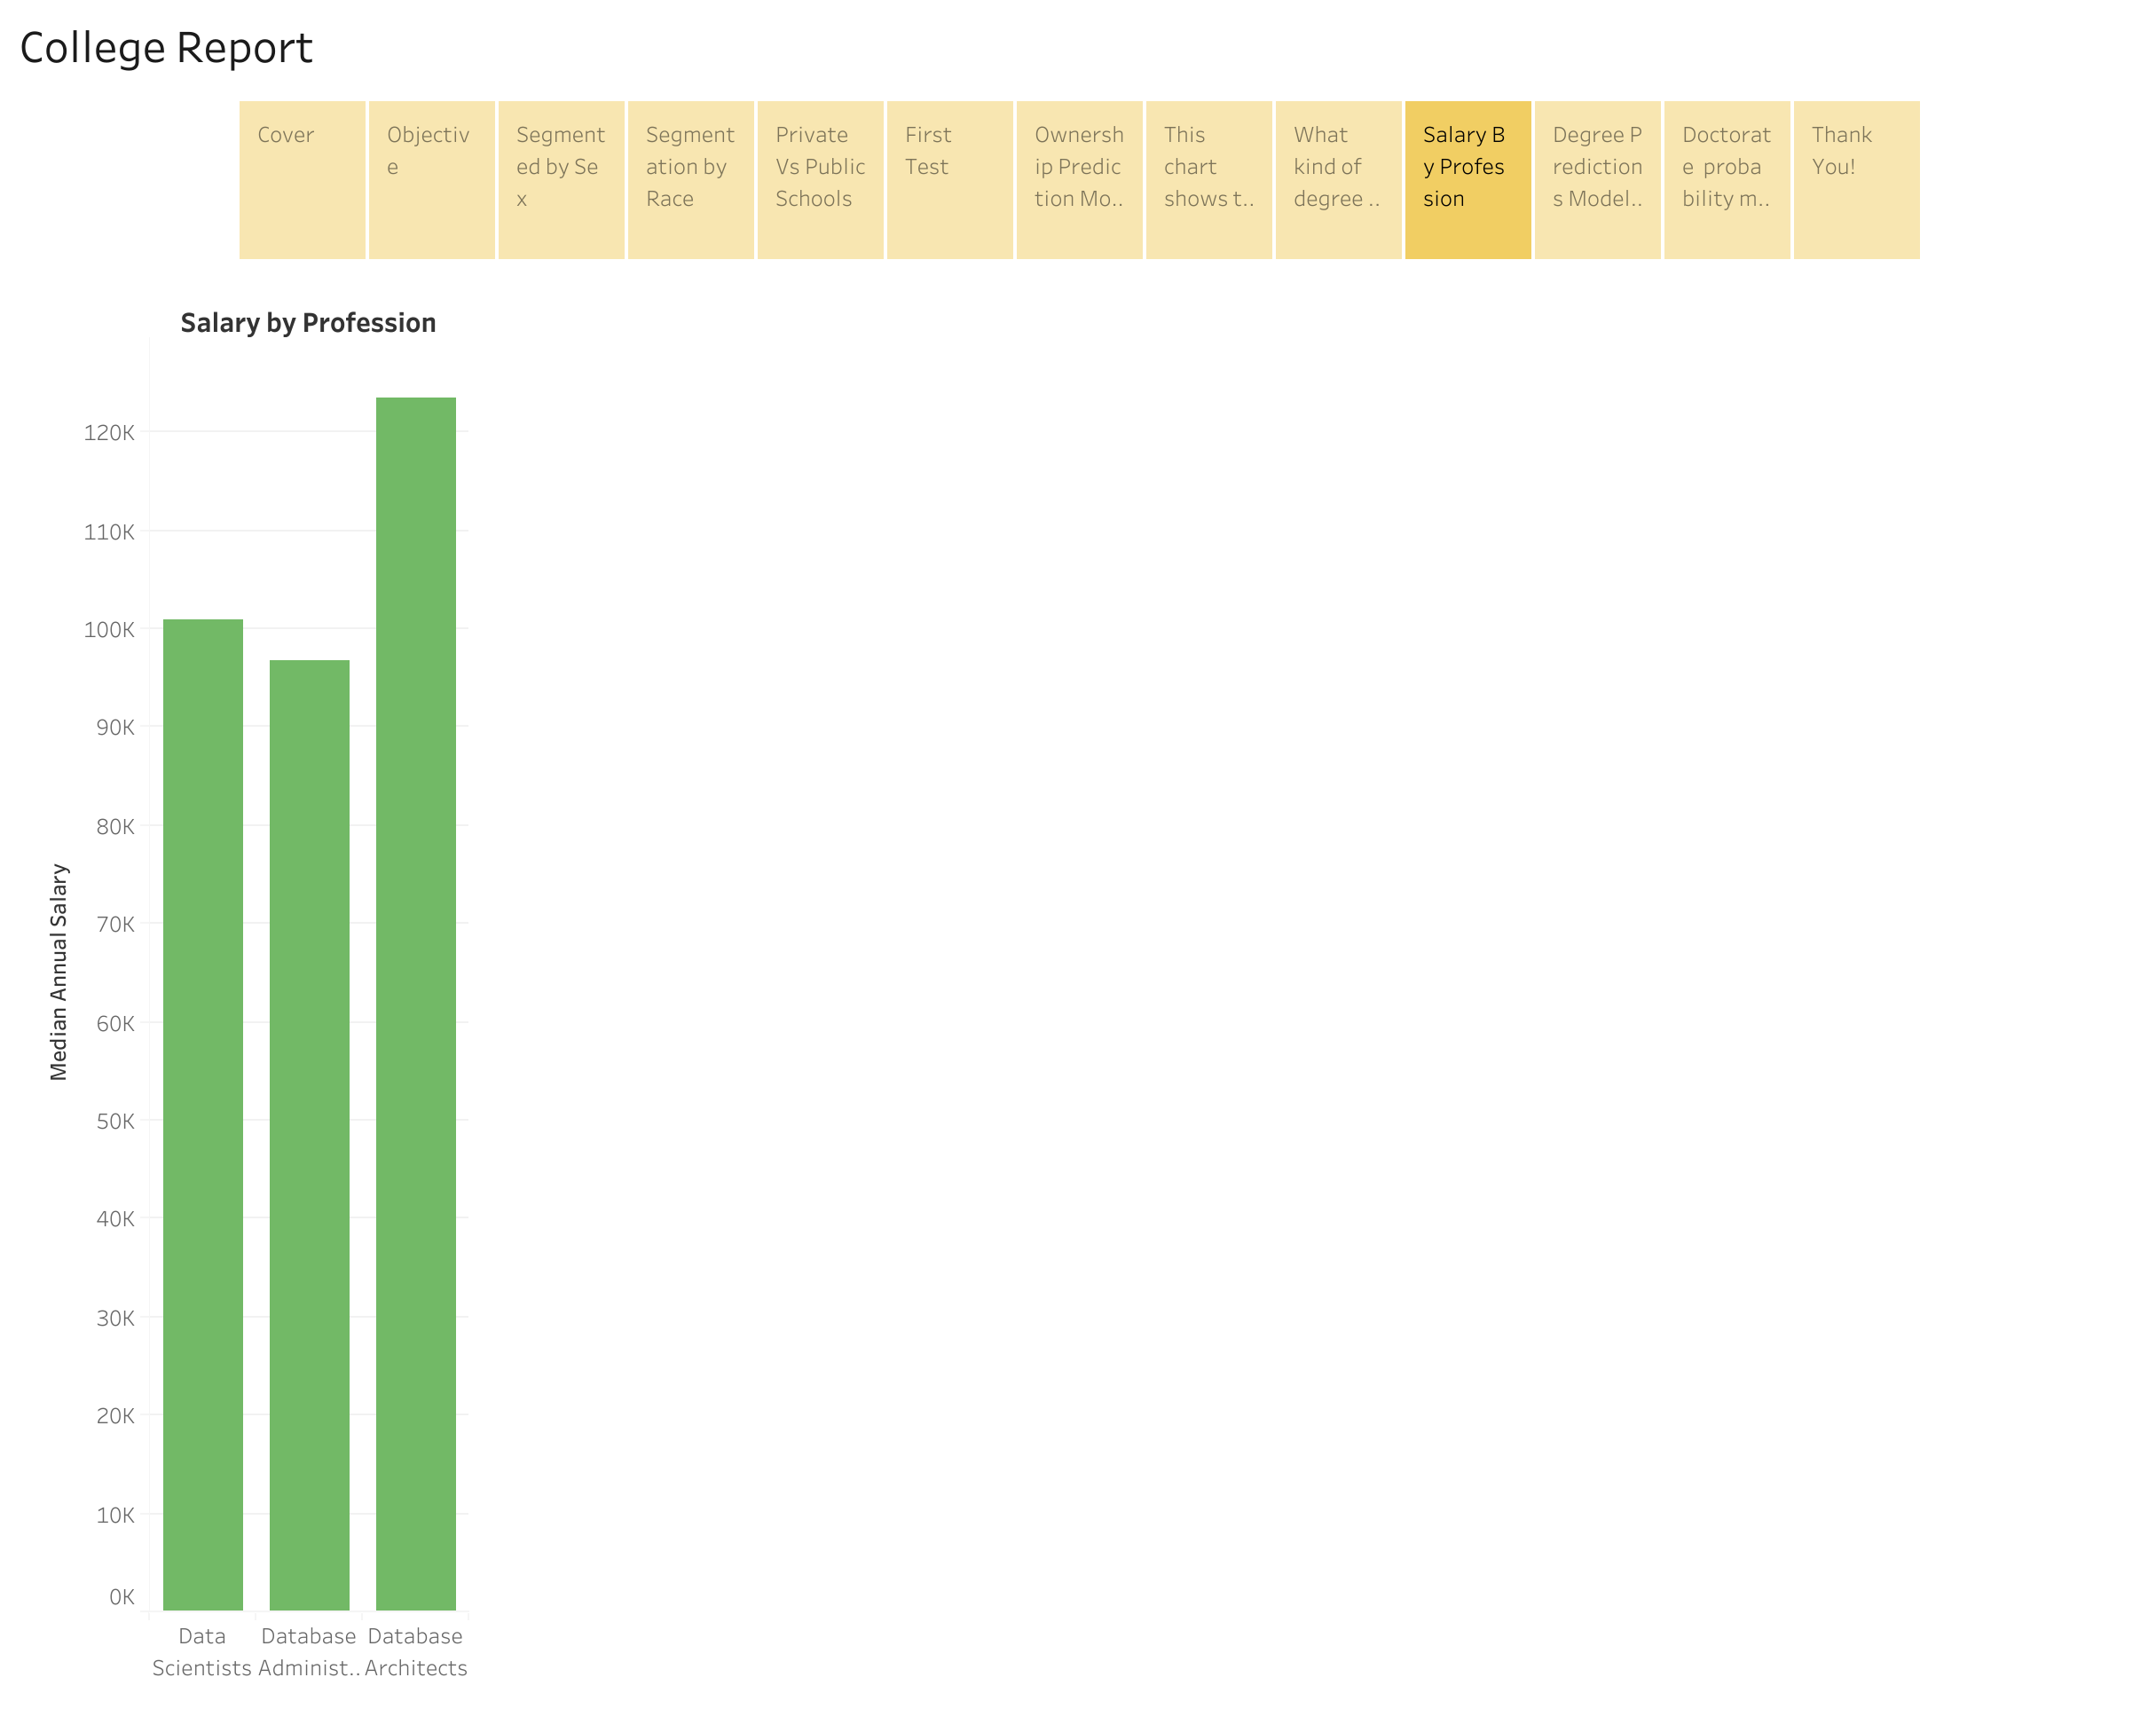 College Report
Cover
Objectiv
e
Segment
ed by Se
x
Segment
ation by
Race
Private
Vs Public
Schools
First
Test
Ownersh
ip Predic
tion Mo..
This
chart
shows t..
What
kind of
degree ..
Salary B
y Profes
sion
Degree P
rediction
s Model..
Doctorat
e proba
bility m..
Thank
You!
Salary by Profession
120K
110K
100K
90K
80K
70K
60K
50K
40K
30K
20K
10K
0K
Median Annual Salary
Data
Scientists
Database
Administ..
Database
Architects